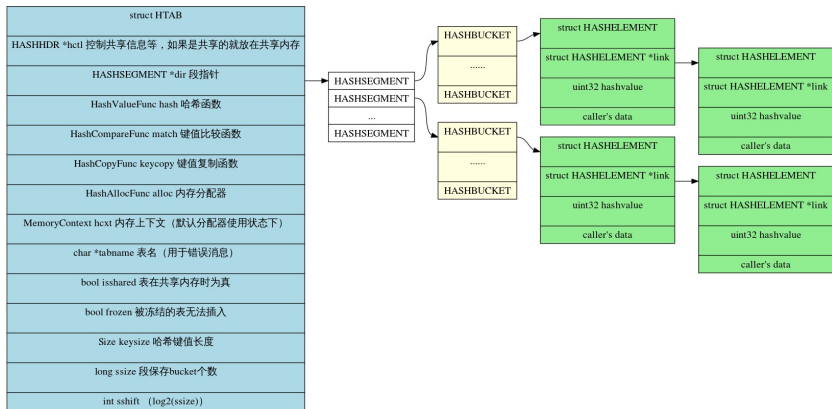 struct HTAB
HASHHDR *hctl 控制共享信息等，如果是共享的就放在共享内存
HASHSEGMENT *dir 段指针
HashValueFunc hash 哈希函数
HashCompareFunc match 键值比较函数
HashCopyFunc keycopy 键值复制函数
HashAllocFunc alloc 内存分配器
MemoryContext hcxt 内存上下文（默认分配器使用状态下）
char *tabname 表名（用于错误消息）
bool isshared 表在共享内存时为真
bool frozen 被冻结的表无法插入
Size keysize 哈希键值长度
long ssize 段保存bucket个数
int sshift （log2(ssize)）
HASHSEGMENT
HASHSEGMENT
...
HASHSEGMENT
HASHBUCKET
......
HASHBUCKET
HASHBUCKET
......
HASHBUCKET
struct HASHELEMENT
struct HASHELEMENT *link
uint32 hashvalue
caller's data
struct HASHELEMENT
struct HASHELEMENT *link
uint32 hashvalue
caller's data
struct HASHELEMENT
struct HASHELEMENT *link
uint32 hashvalue
caller's data
struct HASHELEMENT
struct HASHELEMENT *link
uint32 hashvalue
caller's data